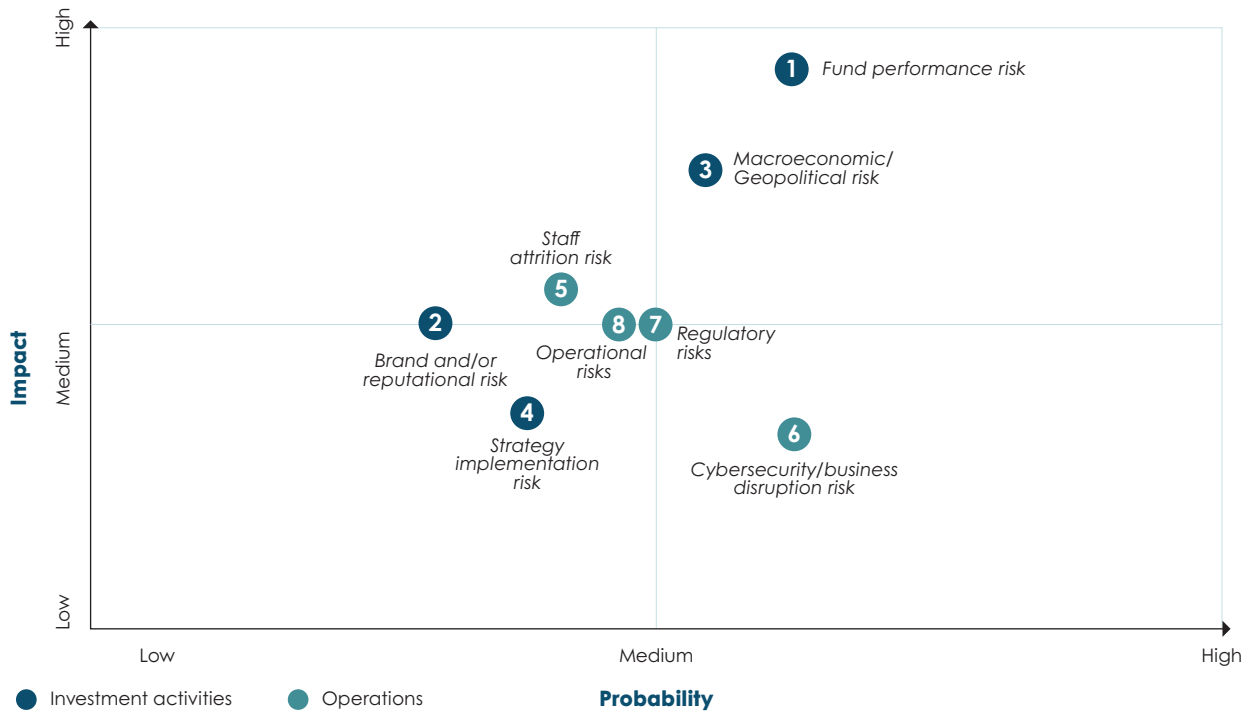 High
1
Fund performance risk
3
Macroeconomic/
Geopolitical risk
Staff
attrition risk
5
2
8
7
Regulatory
risks
Operational
risks
Brand and/or
reputational risk
Impact
Medium
4
Strategy
implementation
risk
6
Cybersecurity/business
disruption risk
Low
Low
Medium
High
Investment activities
Operations
Probability